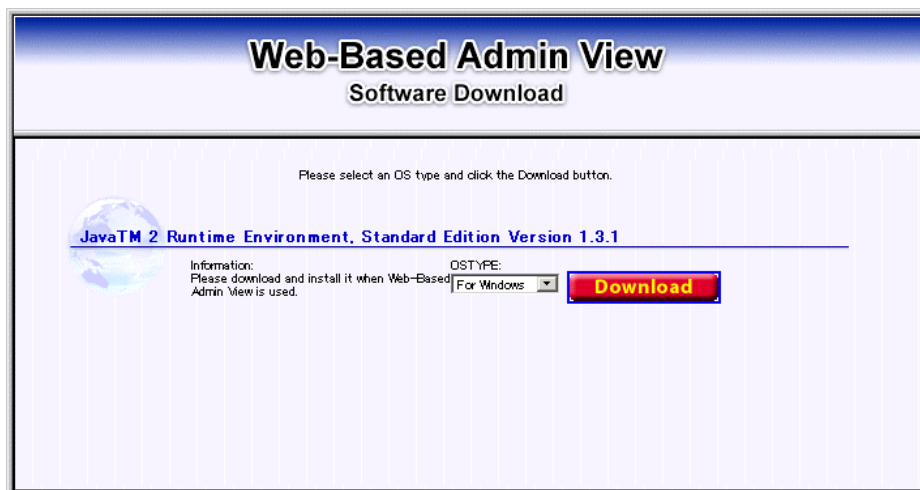 Web-Based Admin View
Software Download
Please select an OS type and click the Download button.
JavaTM 2 Runtime Environment, Standard Edition Version 1.3.1
Information:
Please download and install it when Web-Based
Admin View is used.
OSTYPE:
For Windows
Download